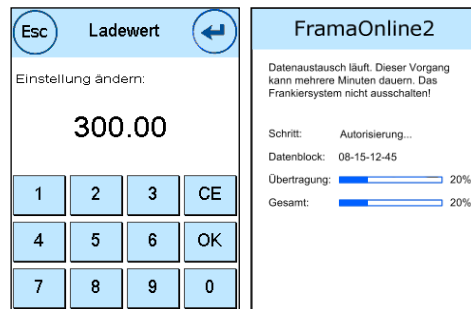 Esc Ladewert
Einstellung ändern:
300.00
1 2 3 CE
4 5 6 OK
7 8 9 0
FramaOnline2
Datenaustausch läuft. Dieser Vorgang
kann mehrere Minuten dauern. Das
Frankiersystem nicht ausschalten!
Schritt: Autorisierung...
Datenblock: 08-15-12-45
Übertragung: 20%
Gesamt: 20%